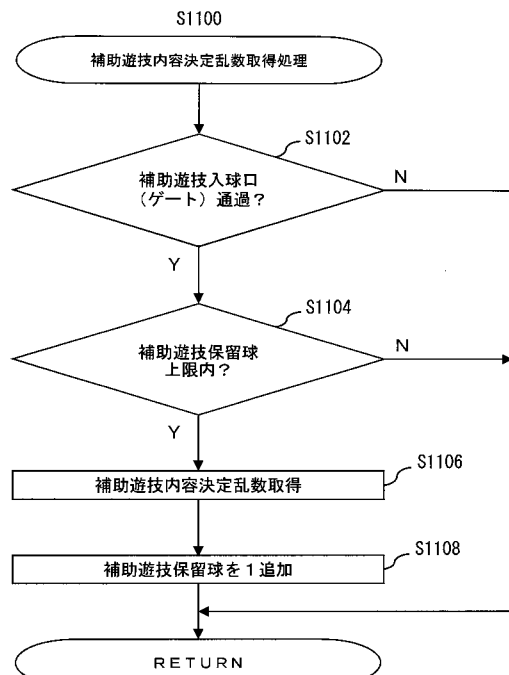 S1100
補助遊技内容決定乱数取得処理
S1102
補助遊技入球口
(ゲート)通過?
N
Y
S1104
補助遊技保留球
上限内?
N
Y
S1106
補助遊技内容決定乱数取得
S1108
補助遊技保留球を1追加
RETURN